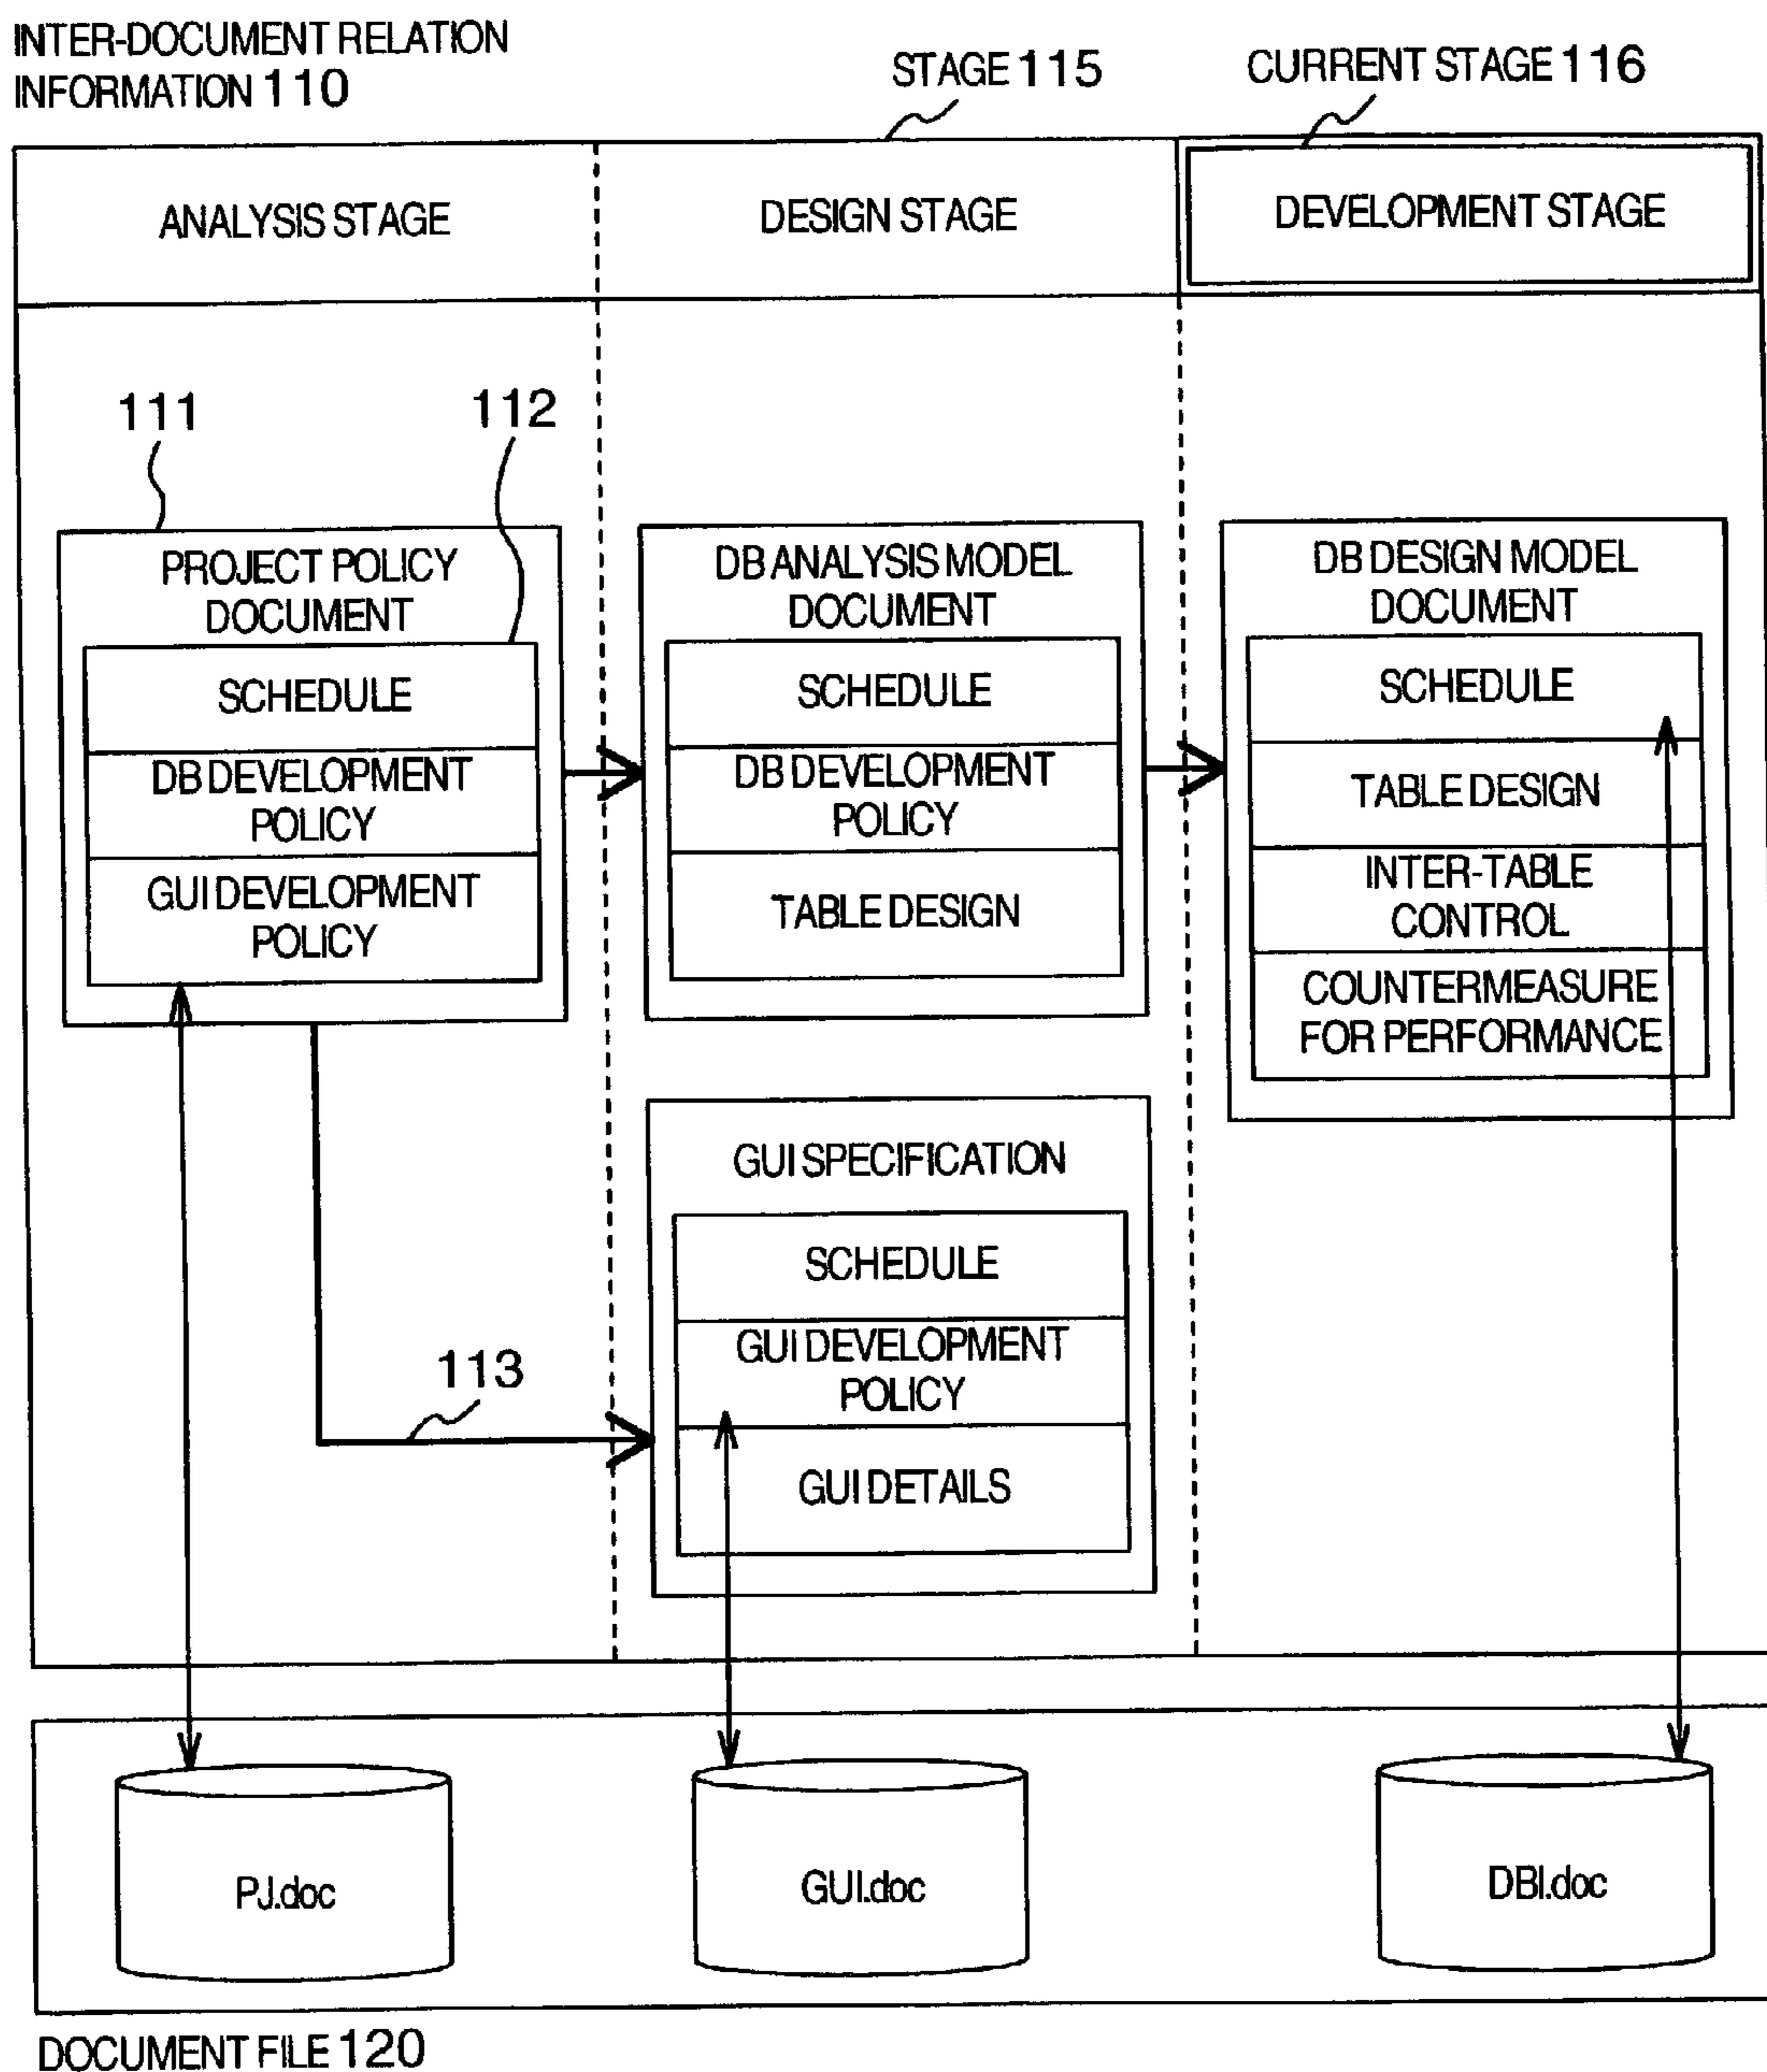 INTER-DOCUMENT RELATION
INFORMATION 110
STAGE 115
CURRENT STAGE 116
ANALYSIS STAGE
DESIGN STAGE
DEVELOPMENT STAGE
111
112
PROJECT POLICY
DOCUMENT
SCHEDULE
DB DEVELOPMENT
POLICY
GUI DEVELOPMENT
POLICY
DB ANALYSIS MODEL
DOCUMENT
SCHEDULE
DB DEVELOPMENT
POLICY
TABLE DESIGN
DB DESIGN MODEL
DOCUMENT
SCHEDULE
TABLE DESIGN
INTER-TABLE
CONTROL
COUNTERMEASURE
FOR PERFORMANCE
GUI SPECIFICATION
SCHEDULE
GUI DEVELOPMENT
POLICY
GUI DETAILS
113
PJ.doc
GUI.doc
DBI.doc
DOCUMENT FILE 120